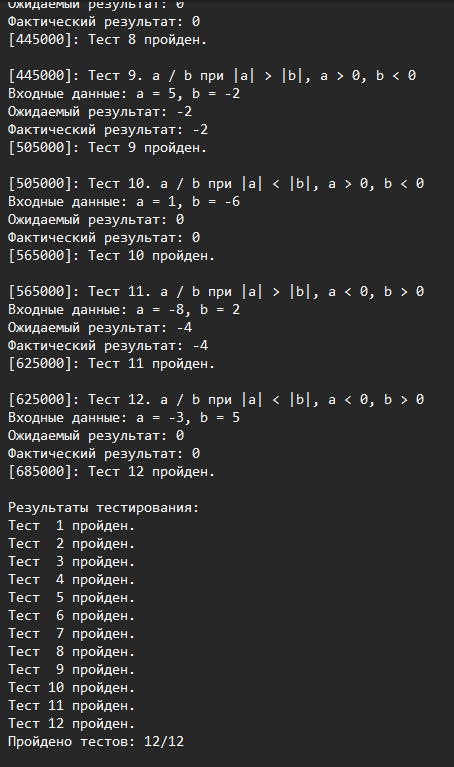 Ожидаемый результат: 0
Фактический результат: 0
[445000]: Тест 8 пройден.
[445000]: Тест 9. a / b при |a| > |b|, a > 0, b < 0
Входные данные: a = 5, b = -2
Ожидаемый результат: -2
Фактический результат: -2
[505000]: Тест 9 пройден.
[505000]: Тест 10. a / b при |a| < |b|, a > 0, b < 0
Входные данные: a = 1, b = -6
Ожидаемый результат: 0
Фактический результат: 0
[565000]: Тест 10 пройден.
[565000]: Тест 11. a / b при |a| > |b|, a < 0, b > 0
Входные данные: a = -8, b = 2
Ожидаемый результат: -4
Фактический результат: -4
[625000]: Тест 11 пройден.
[625000]: Тест 12. a / b при |a| < |b|, a < 0, b > 0
Входные данные: a = -3, b = 5
Ожидаемый результат: 0
Фактический результат: 0
[685000]: Тест 12 пройден.
Результаты тестирования:
Тест  1 пройден.
Тест  2 пройден.
Тест  3 пройден.
Тест  4 пройден.
Тест  5 пройден.
Тест  6 пройден.
Тест  7 пройден.
Тест  8 пройден.
Тест  9 пройден.
Тест 10 пройден.
Тест 11 пройден.
Тест 12 пройден.
Пройдено тестов: 12/12